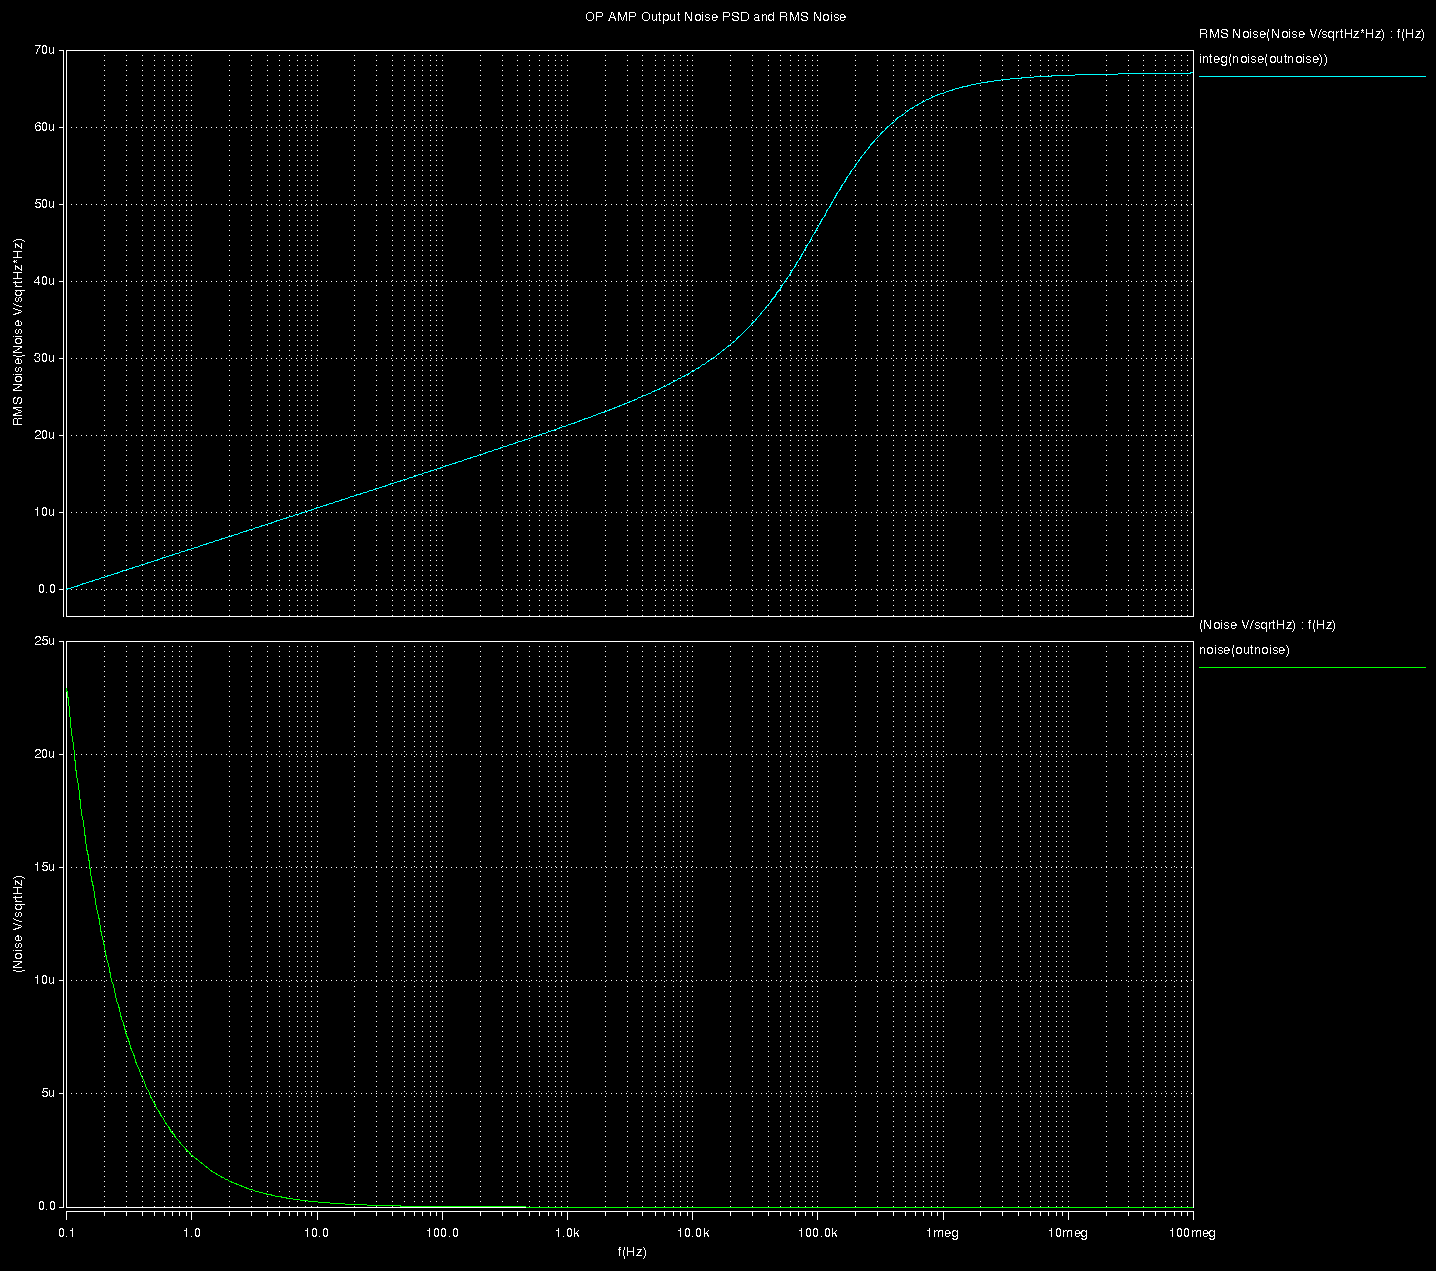 OP AMP Output Noise PSD and RMS Noise
RMS Noise(Noise V/sqrtHz*Hz) : f(Hz)
integ(noise(outnoise))
70u
60u
50u
40u
30u
20u
10u
0.0
RMS Noise(Noise V/sqrtHz*Hz)
(Noise V/sqrtHz) : f(Hz)
noise(outnoise)
25u
20u
15u
10u
5u
0.0
(Noise V/sqrtHz)
0.1 1.0 10.0 100.0 1.0k 10.0k 100.0k 1meg 10meg 100meg
f(Hz)